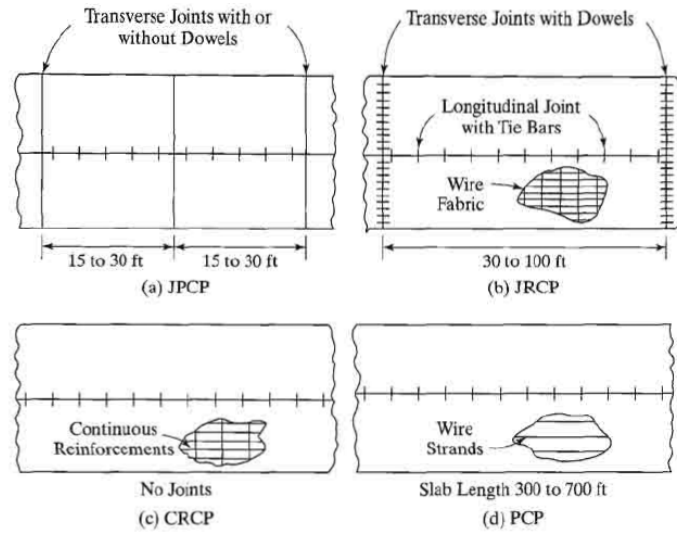 Transverse Joints with or
without Dowels
15 to 30 ft
15 to 30 ft
(a) JPCP
Transverse Joints with Dowels
Longitudinal Joint
with Tie Bars
Wire
Fabric
30 to 100 ft
(b) JRCP
Continuous
Reinforcements
No Joints
(c) CRCP
Wire
Strands
Slab Length 300 to 700 ft
(d) PCP